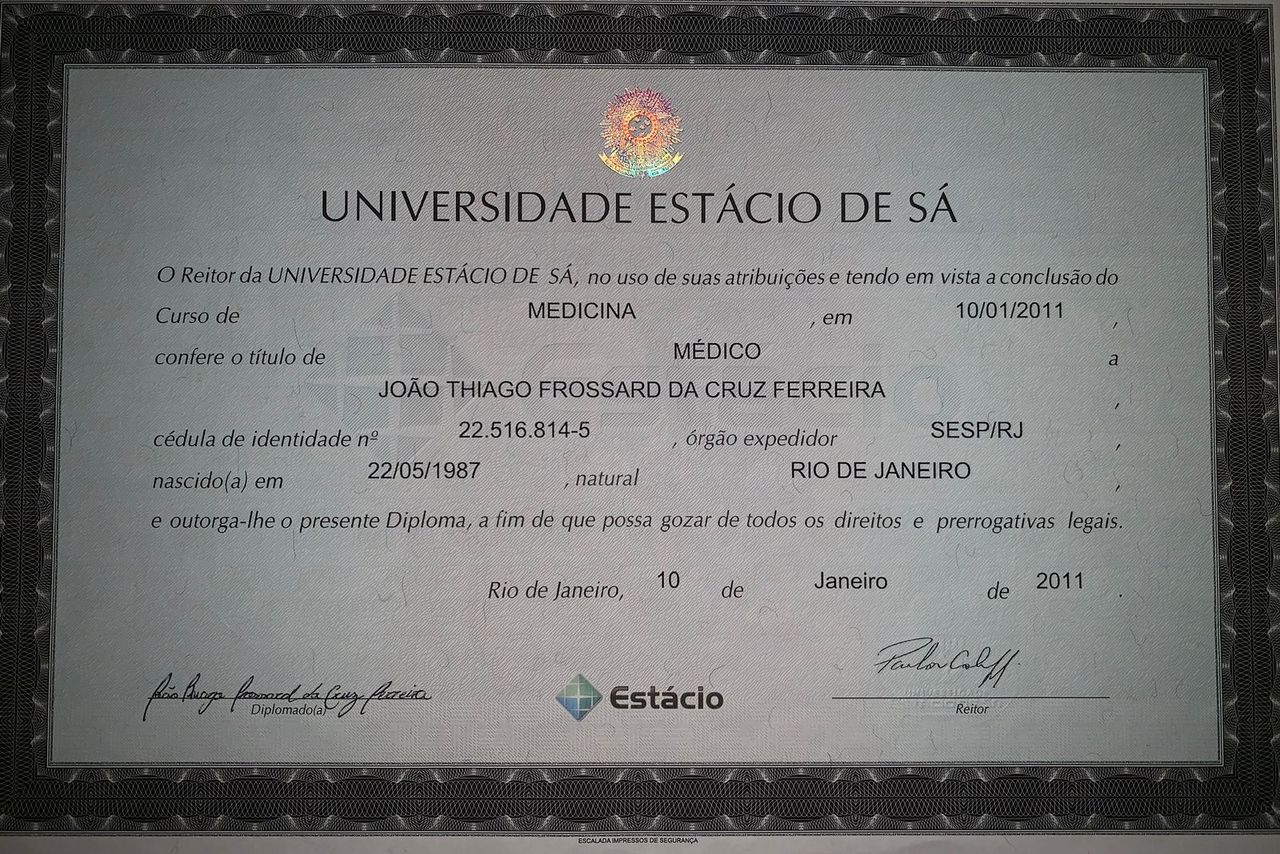 UNIVERSIDADE ESTÁCIO DE SÁ
O Reitor da UNIVERSIDADE ESTÁCIO DE SÁ, no uso de suas atribuições e tendo em vista a conclusão do
Curso de MEDICINA , em 10/01/2011 ,
confere o título de MÉDICO a
JOÃO THIAGO FROSSARD DA CRUZ FERREIRA ,
cédula de identidade nº 22.516.814-5 , órgão expedidor SESP/RJ ,
nascido(a) em 22/05/1987 , natural RIO DE JANEIRO ,
e outorga-lhe o presente Diploma, a fim de que possa gozar de todos os direitos e prerrogativas legais.
Rio de Janeiro, 10 de Janeiro de 2011 .
Diplomado(a)
Estácio
Reitor
ESCALADA IMPRESSOS DE SEGURANÇA